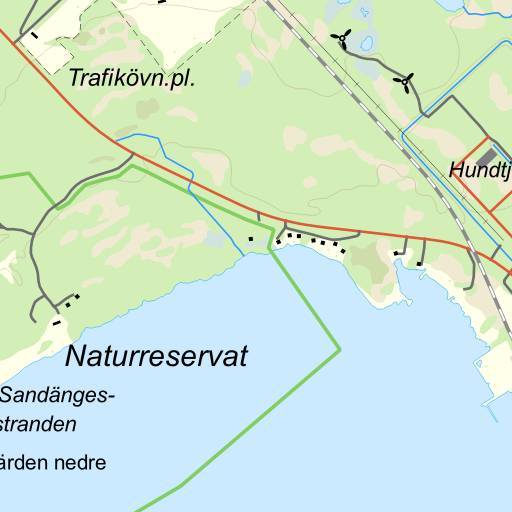 Trafikövn.pl.
Hundtj
Naturreservat
Sandänges-
stranden
ärden nedre